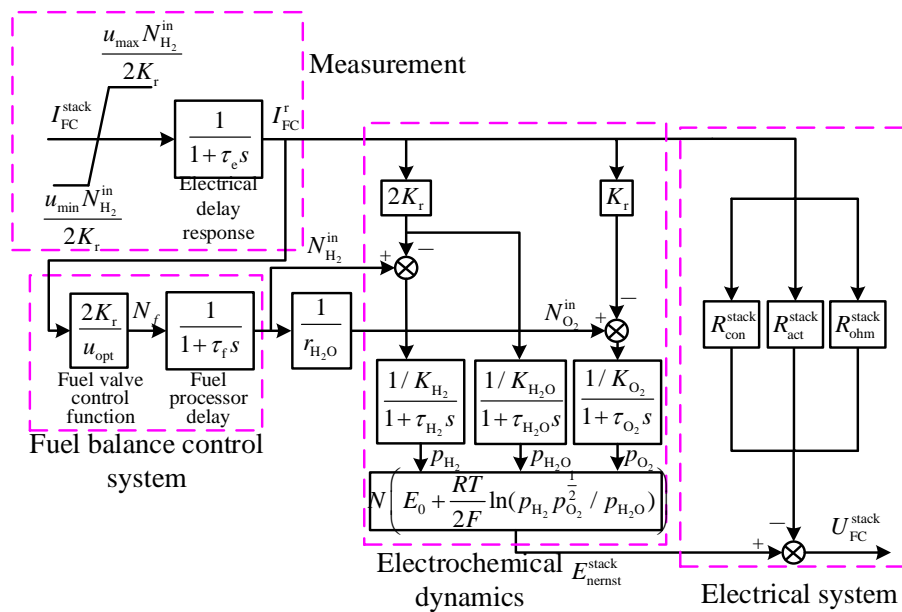 u_max N_H₂^in
2K_r
Measurement
I_FC^stack
1
1 + τ_e s
I_FC^r
Electrical
delay
response
u_min N_H₂^in
2K_r
2K_r
K_r
N_H₂^in
+
−
2K_r
u_opt
N_f
1
1 + τ_f s
1
r_H₂O
N_O₂^in
+
−
R_con^stack
R_act^stack
R_ohm^stack
Fuel valve
control
function
Fuel
processor
delay
1 / K_H₂
1 + τ_H₂ s
1 / K_H₂O
1 + τ_H₂O s
1 / K_O₂
1 + τ_O₂ s
Fuel balance control
system
p_H₂
p_H₂O
p_O₂
N(E_0 + RT/2F ln(p_H₂ p_O₂^1/2 / p_H₂O))
−
+
U_FC^stack
Electrochemical
dynamics
E_nernst^stack
Electrical system